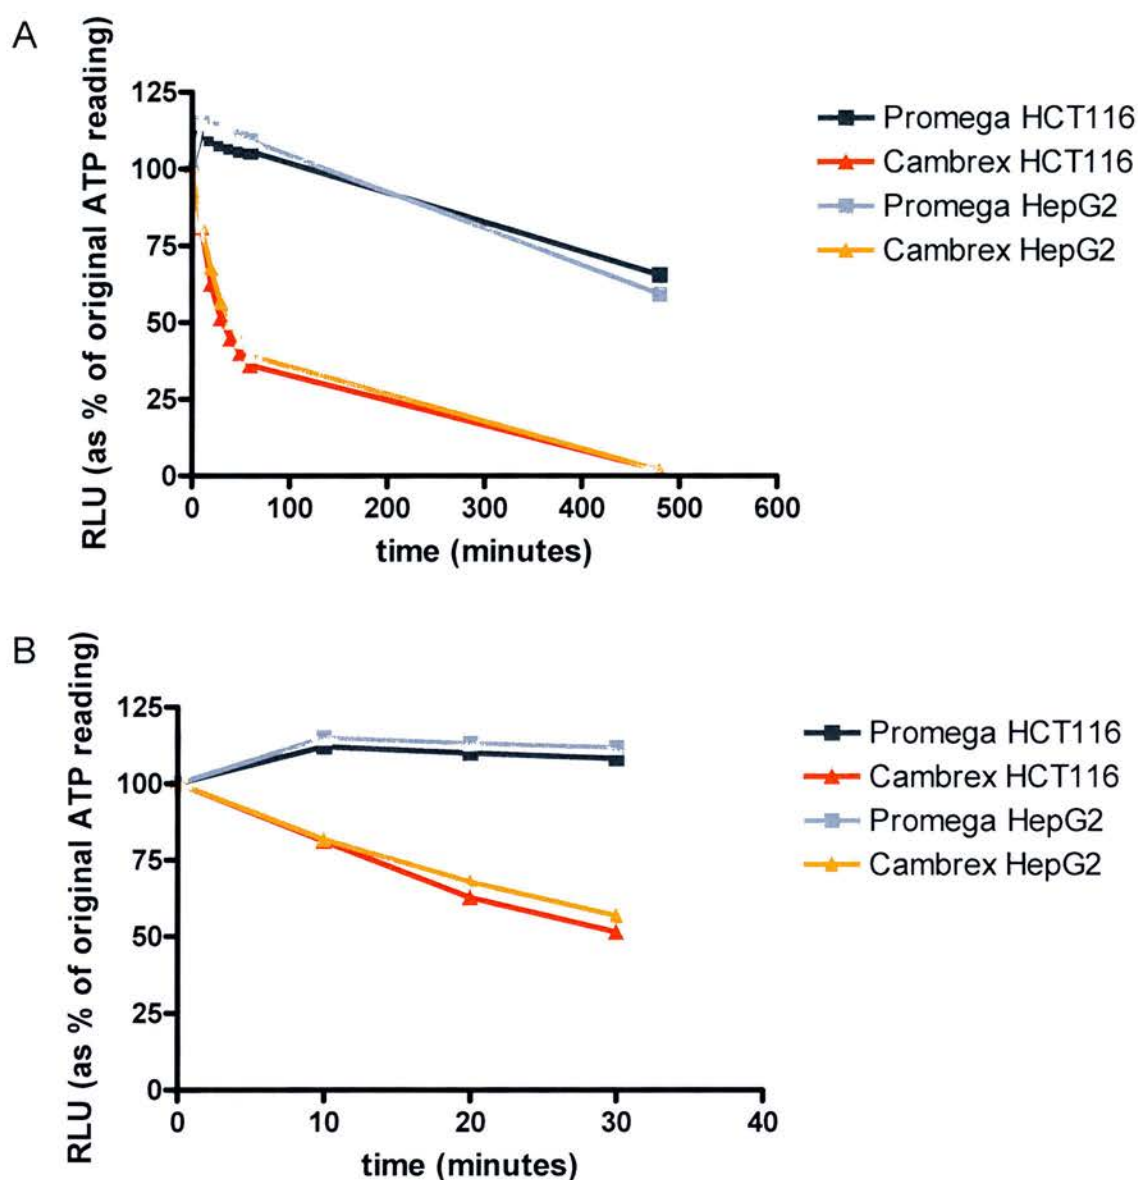 A
RLU (as % of original ATP reading)
125
100
75
50
25
0
0 100 200 300 400 500 600
time (minutes)
Promega HCT116
Cambrex HCT116
Promega HepG2
Cambrex HepG2
B
RLU (as % of original ATP reading)
125
100
75
50
25
0
0 10 20 30 40
time (minutes)
Promega HCT116
Cambrex HCT116
Promega HepG2
Cambrex HepG2